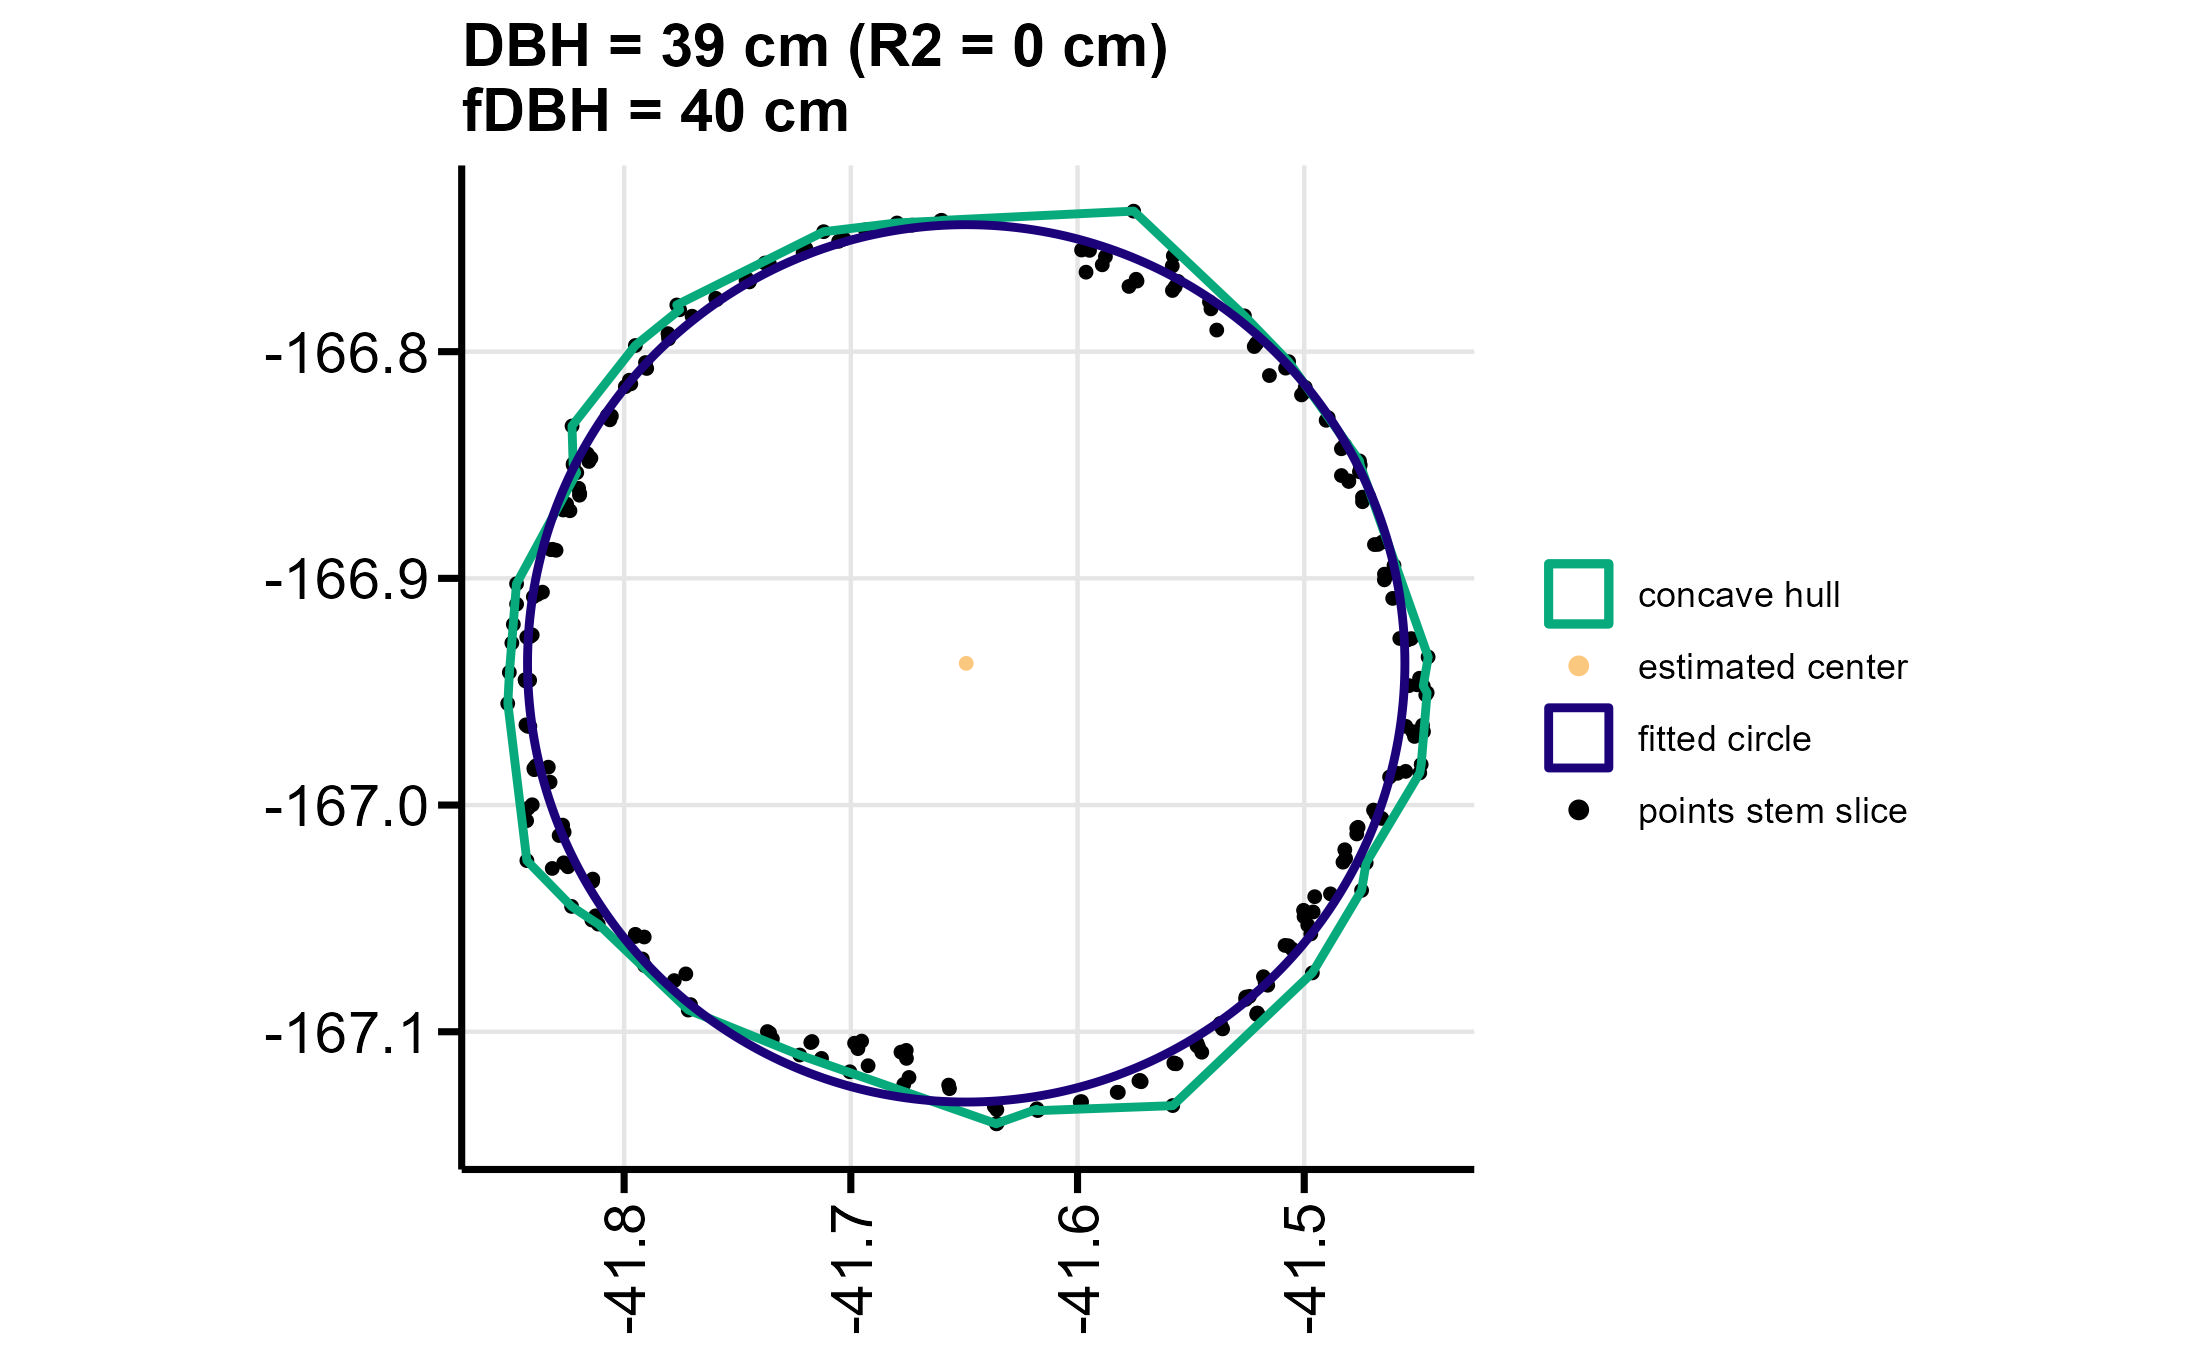 DBH = 39 cm (R2 = 0 cm)
fDBH = 40 cm
-166.8
-166.9
-167.0
-167.1
-41.8
-41.7
-41.6
-41.5
concave hull
estimated center
fitted circle
points stem slice